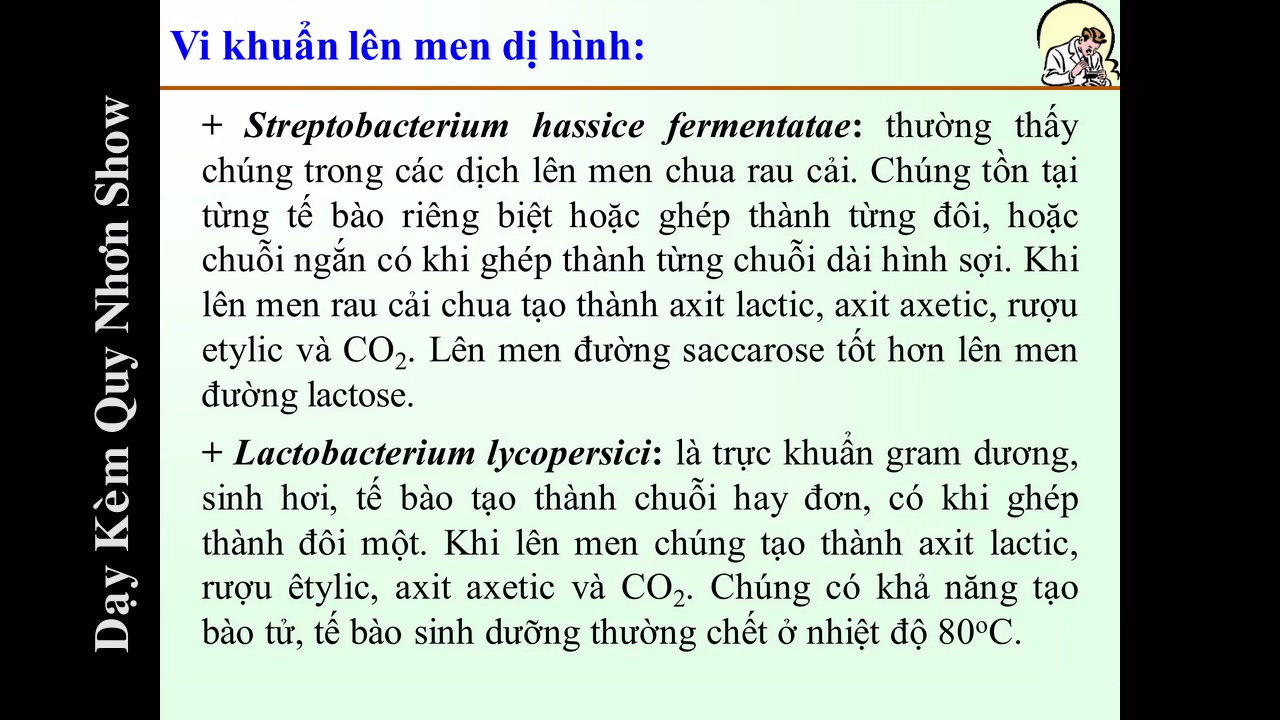 Vi khuẩn lên men dị hình:
+ Streptobacterium hassice fermentatae: thường thấy
chúng trong các dịch lên men chua rau cải. Chúng tồn tại
từng tế bào riêng biệt hoặc ghép thành từng đôi, hoặc
chuỗi ngắn có khi ghép thành từng chuỗi dài hình sợi. Khi
lên men rau cải chua tạo thành axit lactic, axit axetic, rượu
etylic và CO₂. Lên men đường saccarose tốt hơn lên men
đường lactose.
+ Lactobacterium lycopersici: là trực khuẩn gram dương,
sinh hơi, tế bào tạo thành chuỗi hay đơn, có khi ghép
thành đôi một. Khi lên men chúng tạo thành axit lactic,
rượu êtylic, axit axetic và CO₂. Chúng có khả năng tạo
bào tử, tế bào sinh dưỡng thường chết ở nhiệt độ 80ᵒC.
Dạy Kèm Quy Nhơn Show